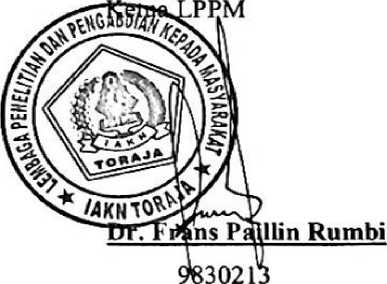 Ketua LPPM
LEMBAGA PENELITIAN DAN PENGABDIAN KEPADA MASYARAKAT
IAKN
TORAJA
★ IAKN TORAJA ★
Dr. Frans Paillin Rumbi
9830213